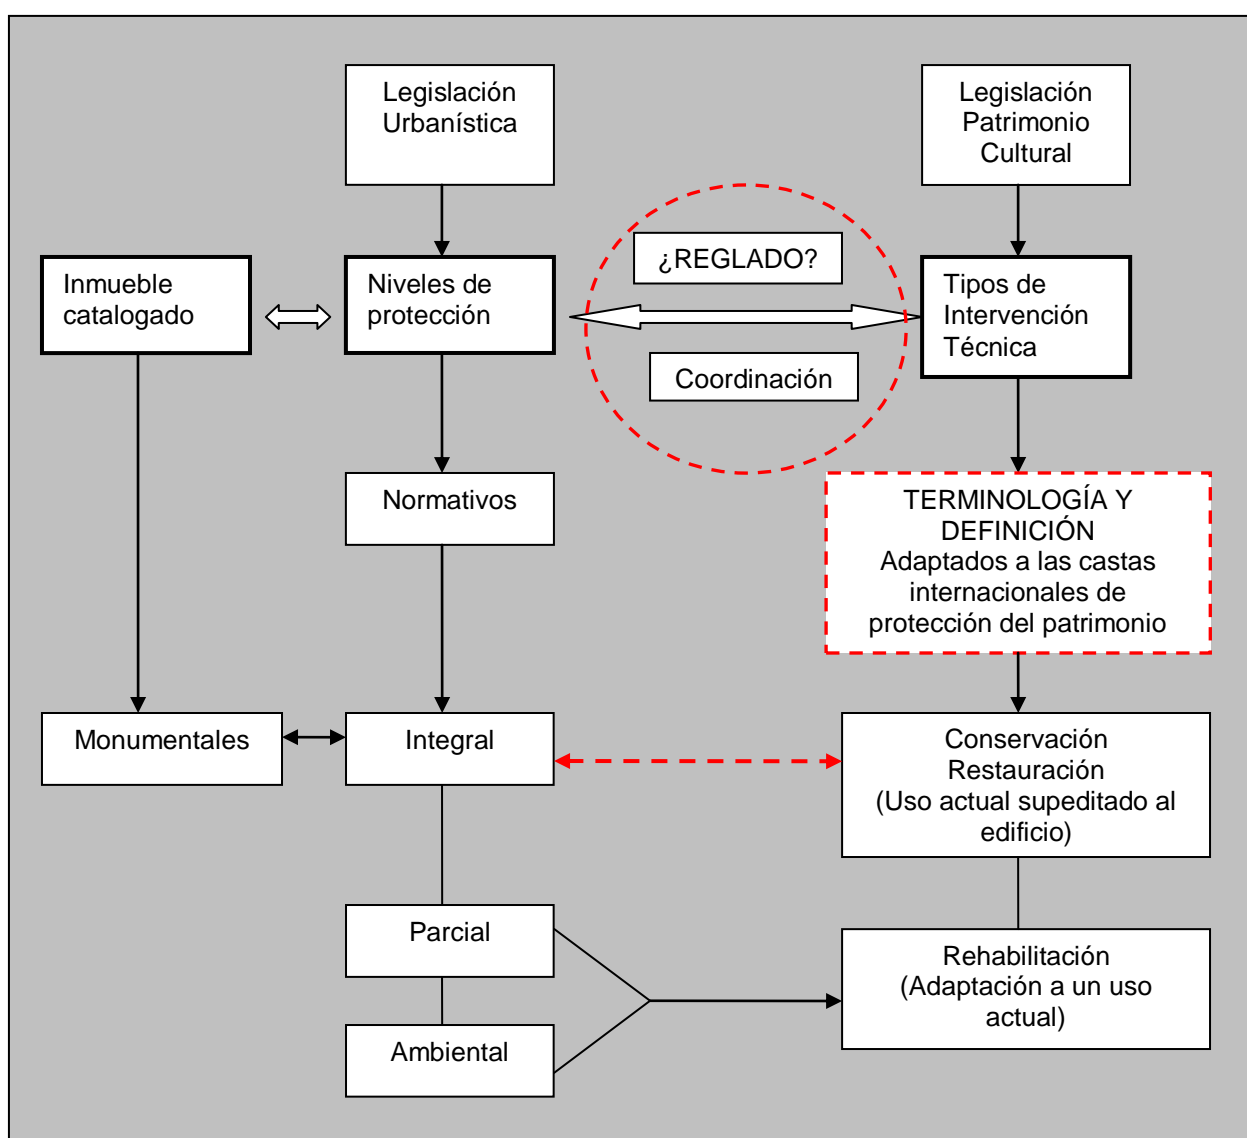 Legislación
Urbanística
Legislación
Patrimonio
Cultural
¿REGLADO?
Inmueble
catalogado
Niveles de
protección
Tipos de
Intervención
Técnica
Coordinación
Normativos
TERMINOLOGÍA Y
DEFINICIÓN
Adaptados a las castas
internacionales de
protección del patrimonio
Monumentales
Integral
Conservación
Restauración
(Uso actual supeditado al
edificio)
Parcial
Rehabilitación
(Adaptación a un uso
actual)
Ambiental